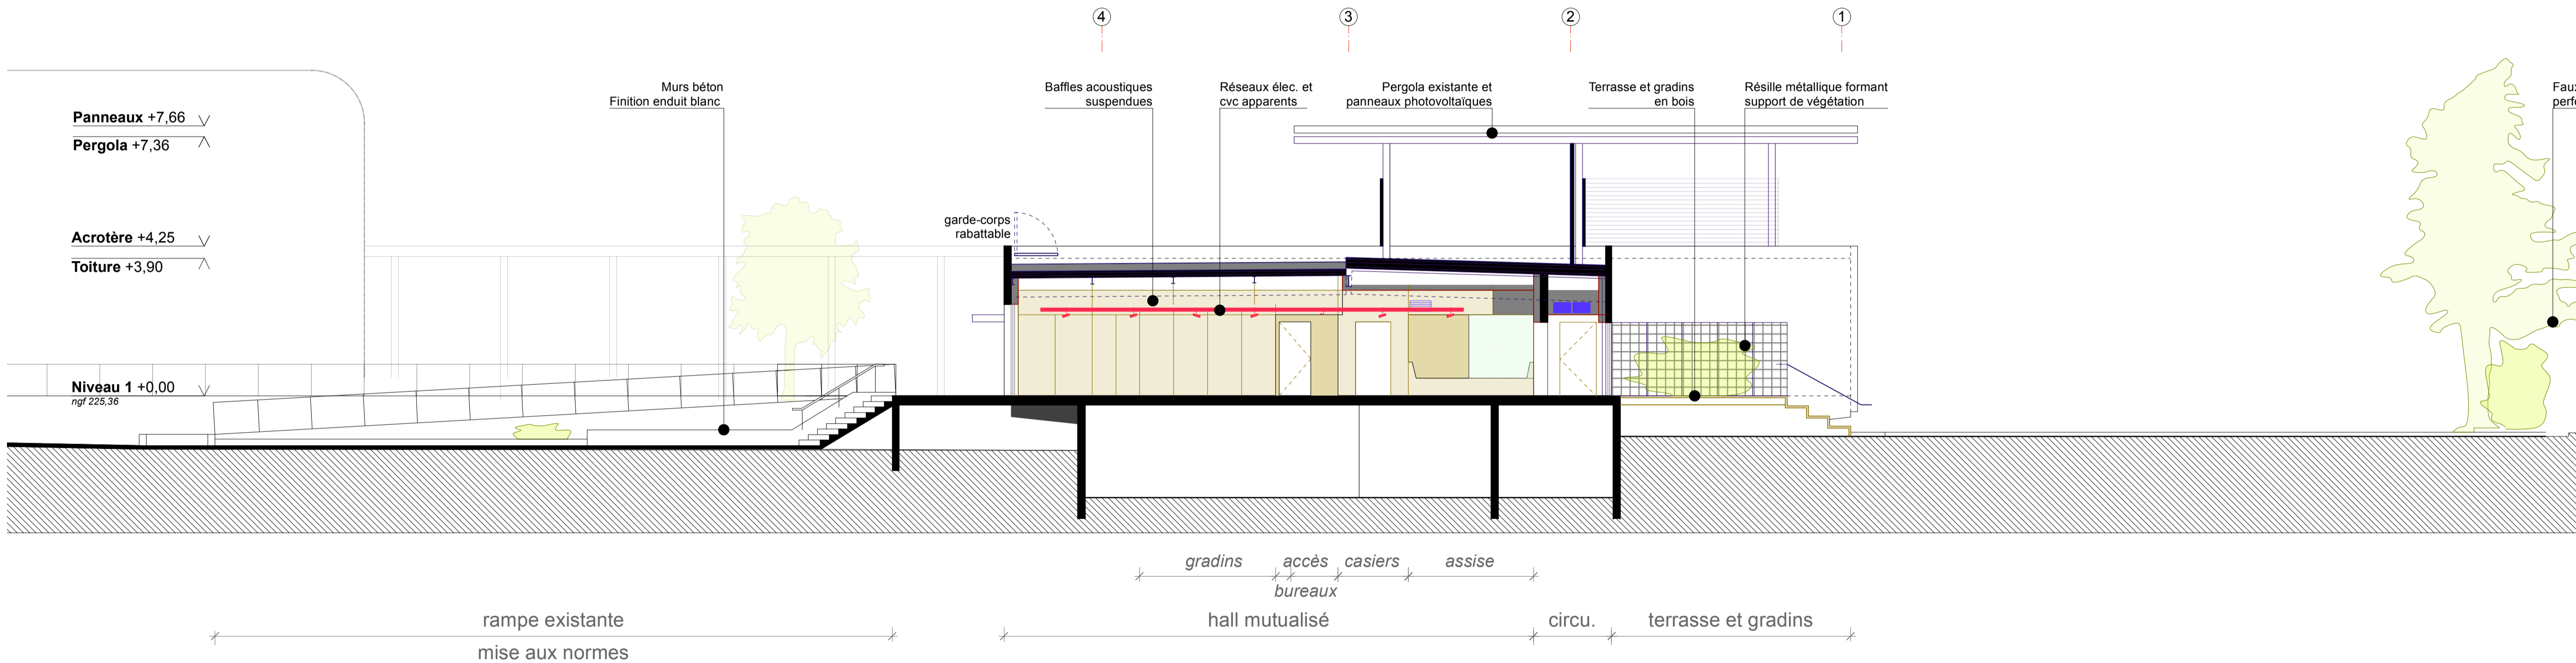 4
3
2
1
Murs béton
Finition enduit blanc
Baffles acoustiques
suspendues
Réseaux élec. et
cvc apparents
Pergola existante et
panneaux photovoltaïques
Terrasse et gradins
en bois
Résille métallique formant
support de végétation
Faux
Panneaux +7,66
Pergola +7,36
garde-corps
rabattable
Acrotère +4,25
Toiture +3,90
Niveau 1 +0,00
ngf 225,36
gradins
accès
casiers
assise
bureaux
rampe existante
hall mutualisé
circu.
terrasse et gradins
mise aux normes